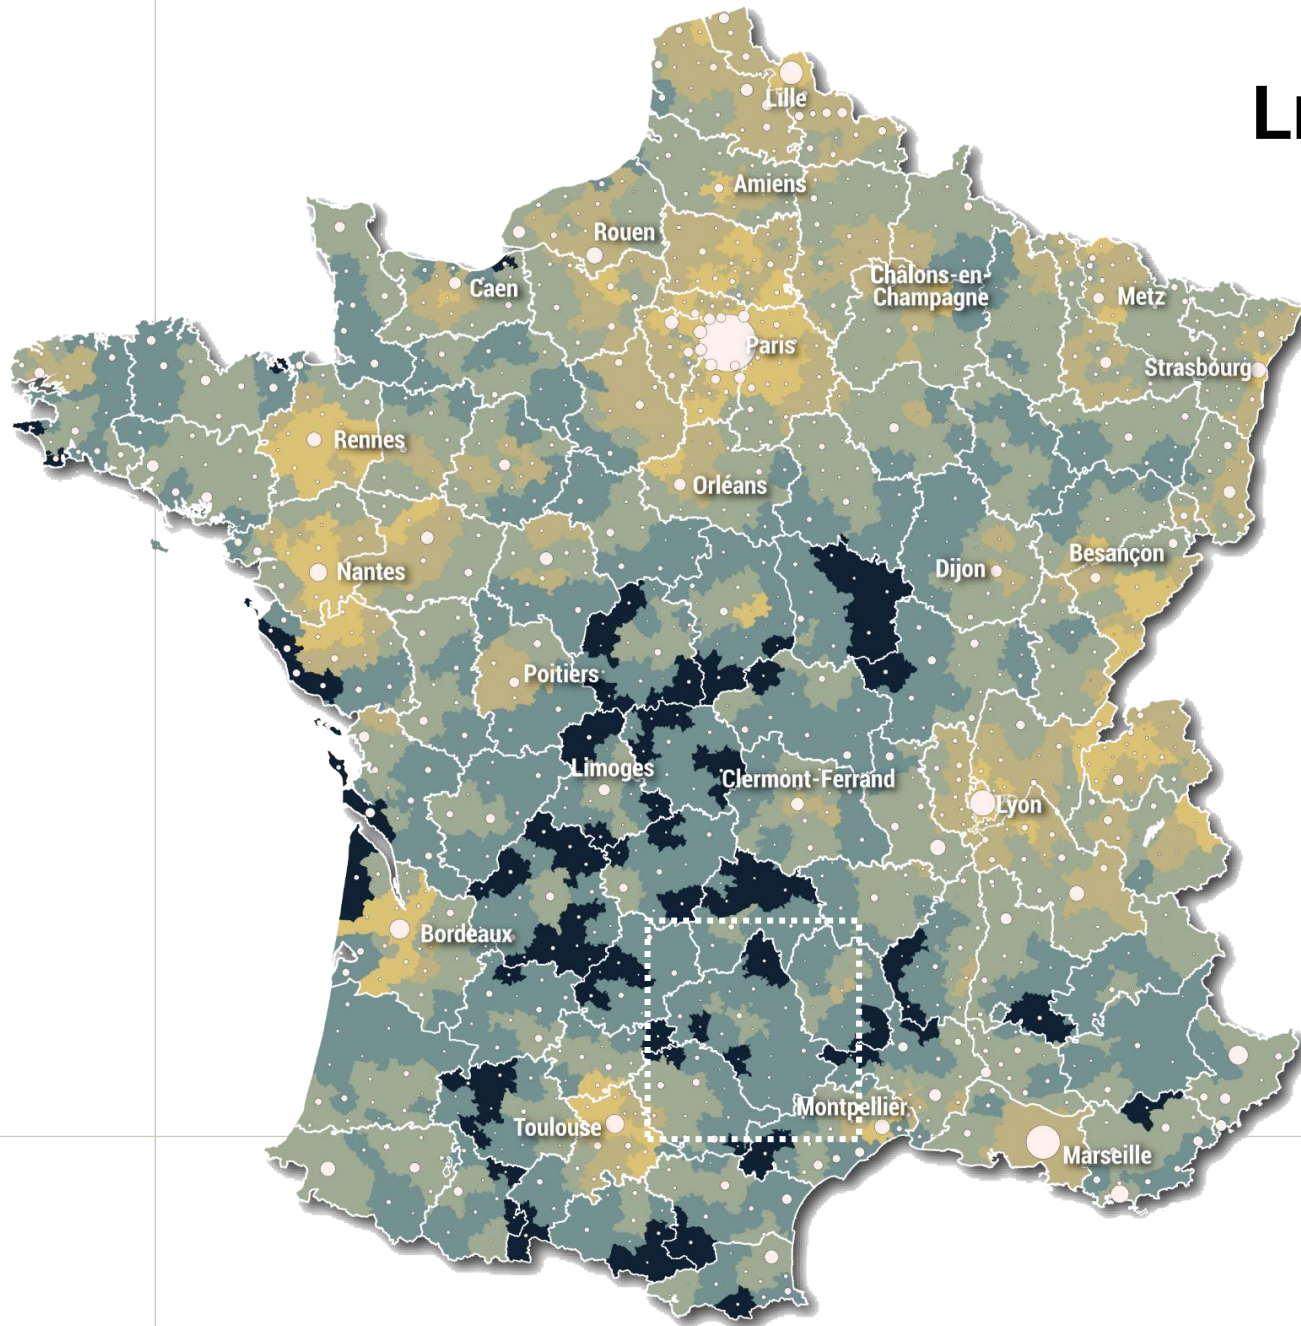 Lille
Amiens
Rouen
Caen
Châlons-en-
Champagne
Metz
Paris
Strasbourg
Rennes
Orléans
Nantes
Dijon
Besançon
Poitiers
Limoges
Clermont-Ferrand
Lyon
Bordeaux
Toulouse
Montpellier
Marseille